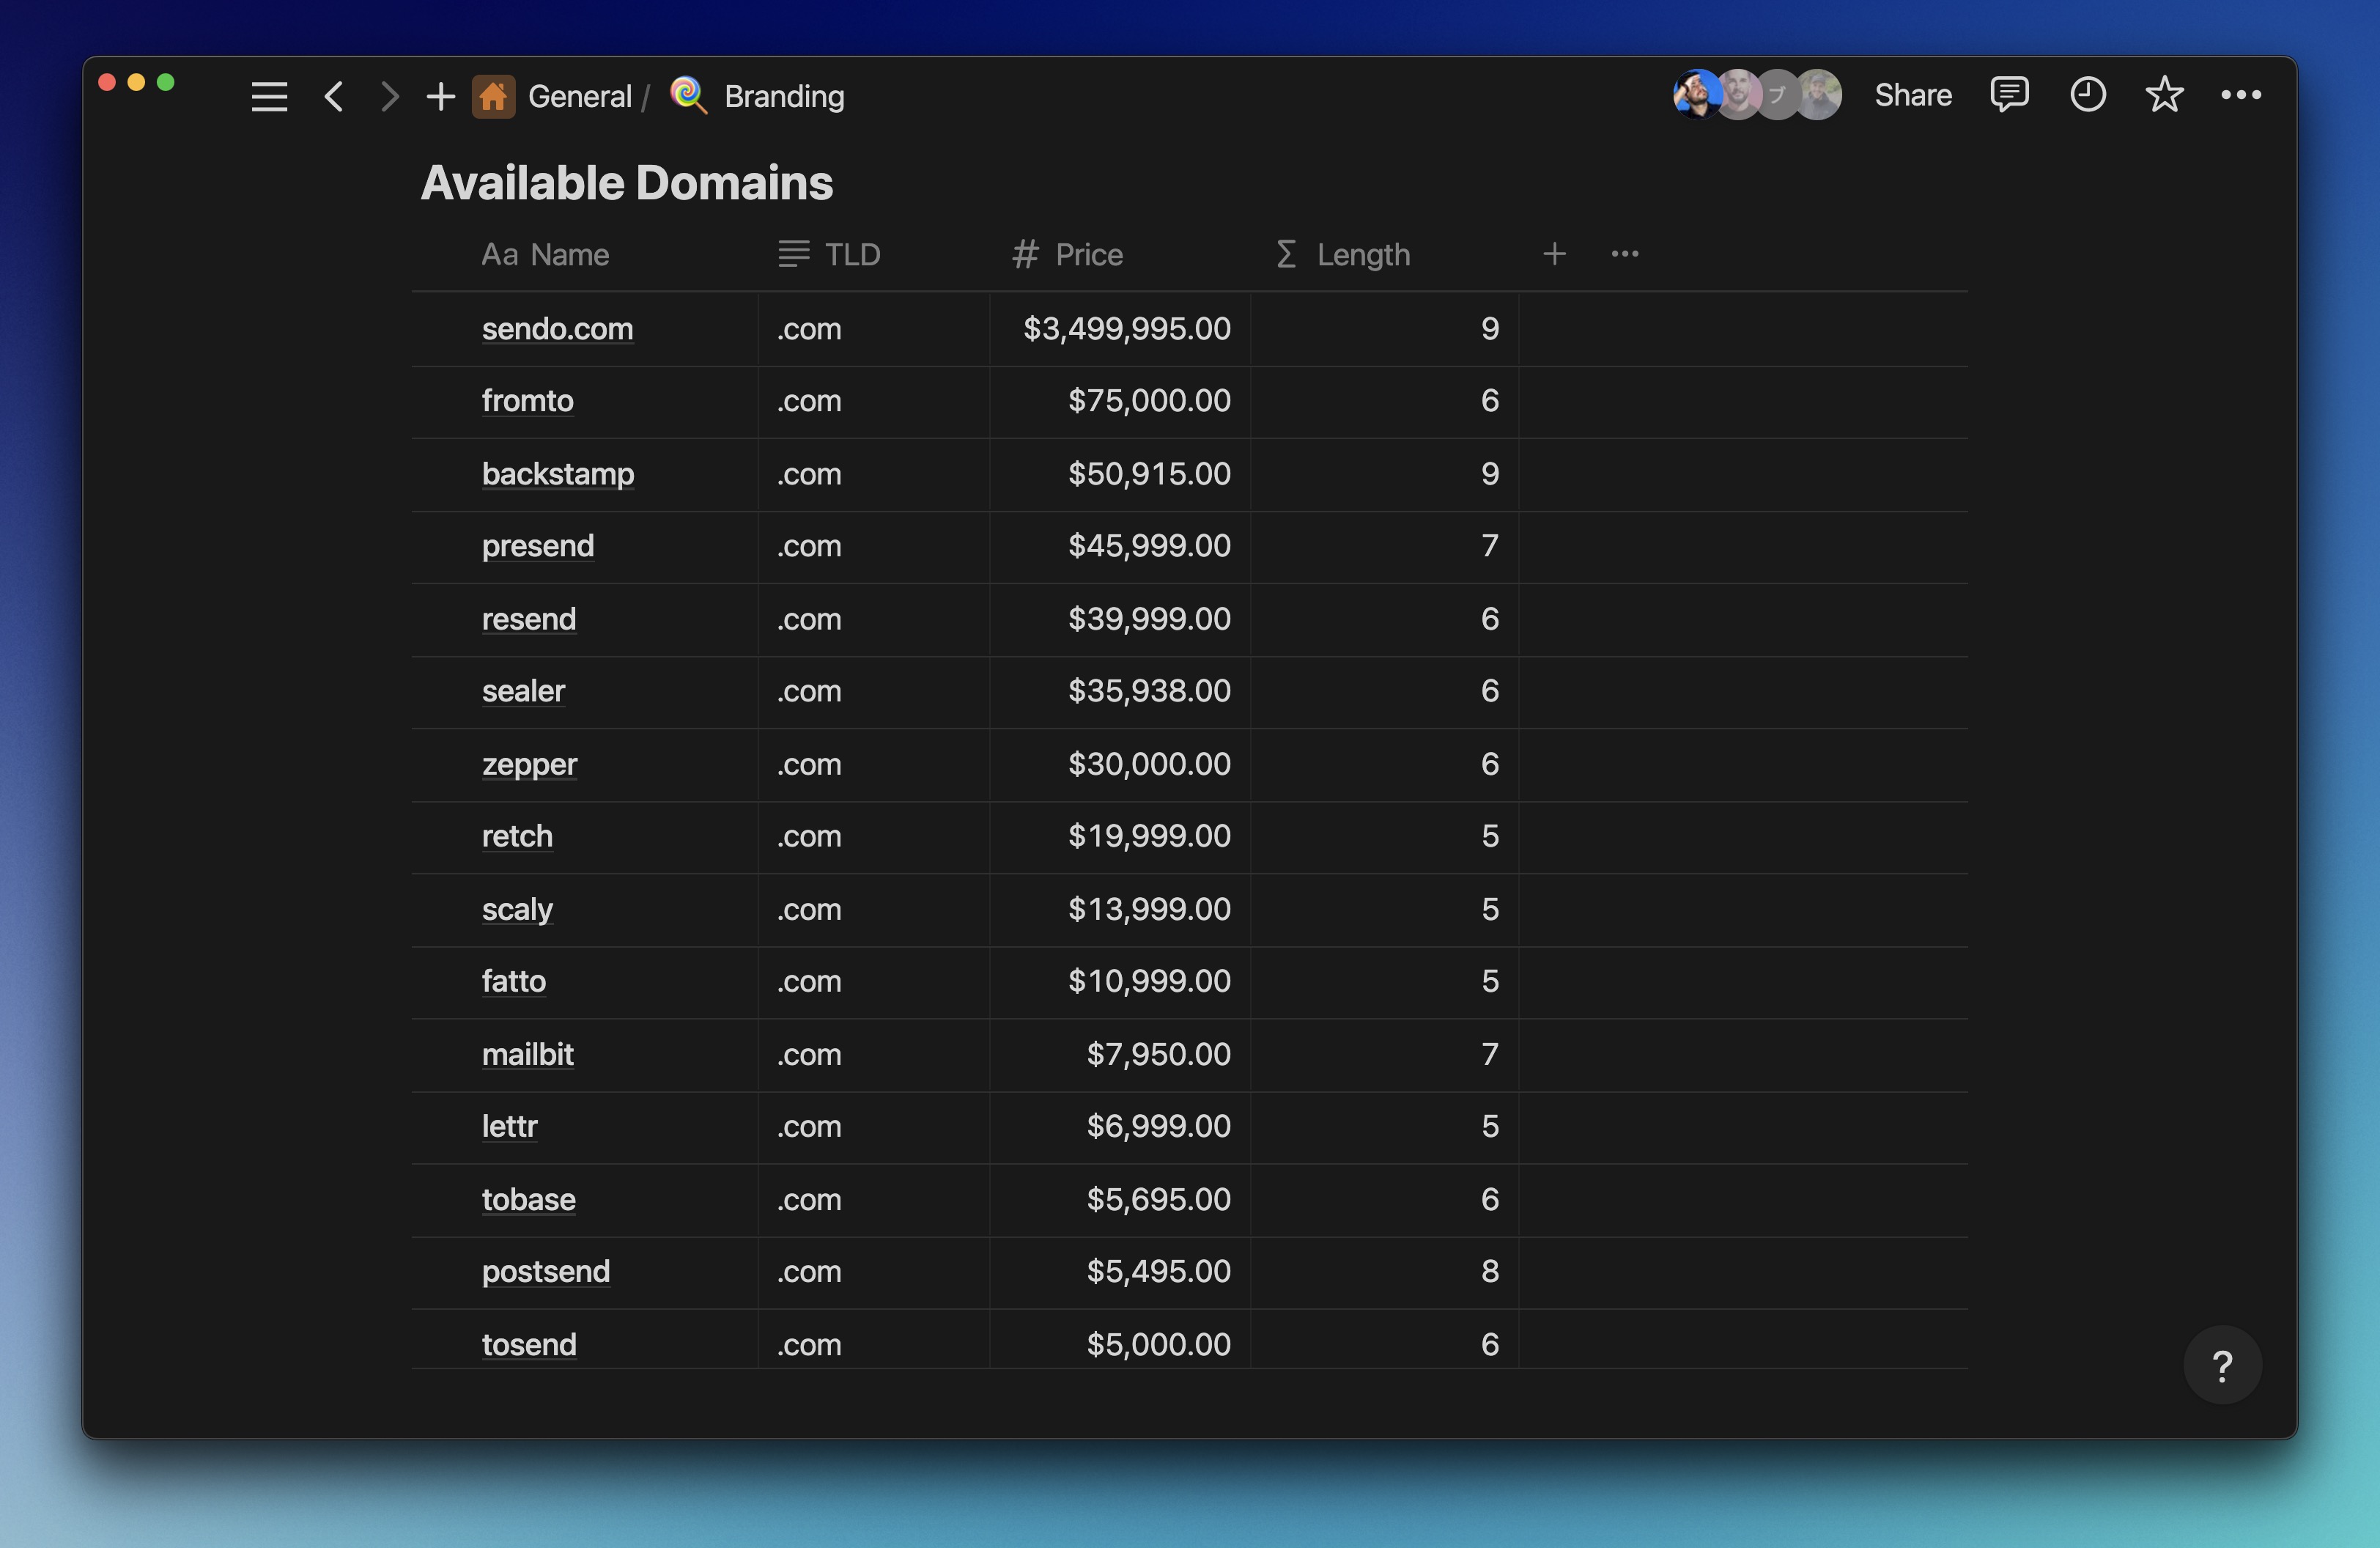 General / Branding
ブ
Share
Available Domains
Aa Name TLD # Price Σ Length + •••
sendo.com .com $3,499,995.00 9
fromto .com $75,000.00 6
backstamp .com $50,915.00 9
presend .com $45,999.00 7
resend .com $39,999.00 6
sealer .com $35,938.00 6
zepper .com $30,000.00 6
retch .com $19,999.00 5
scaly .com $13,999.00 5
fatto .com $10,999.00 5
mailbit .com $7,950.00 7
lettr .com $6,999.00 5
tobase .com $5,695.00 6
postsend .com $5,495.00 8
tosend .com $5,000.00 6
?